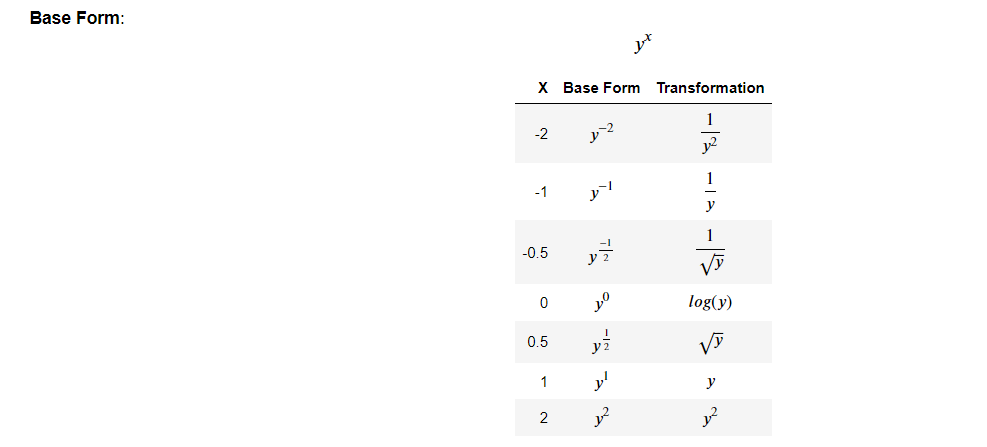 Base Form:
y^x
X Base Form Transformation
-2 y^{-2} \frac{1}{y^2}
-1 y^{-1} \frac{1}{y}
-0.5 y^{\frac{-1}{2}} \frac{1}{\sqrt{y}}
0 y^0 log(y)
0.5 y^{\frac{1}{2}} \sqrt{y}
1 y^1 y
2 y^2 y^2